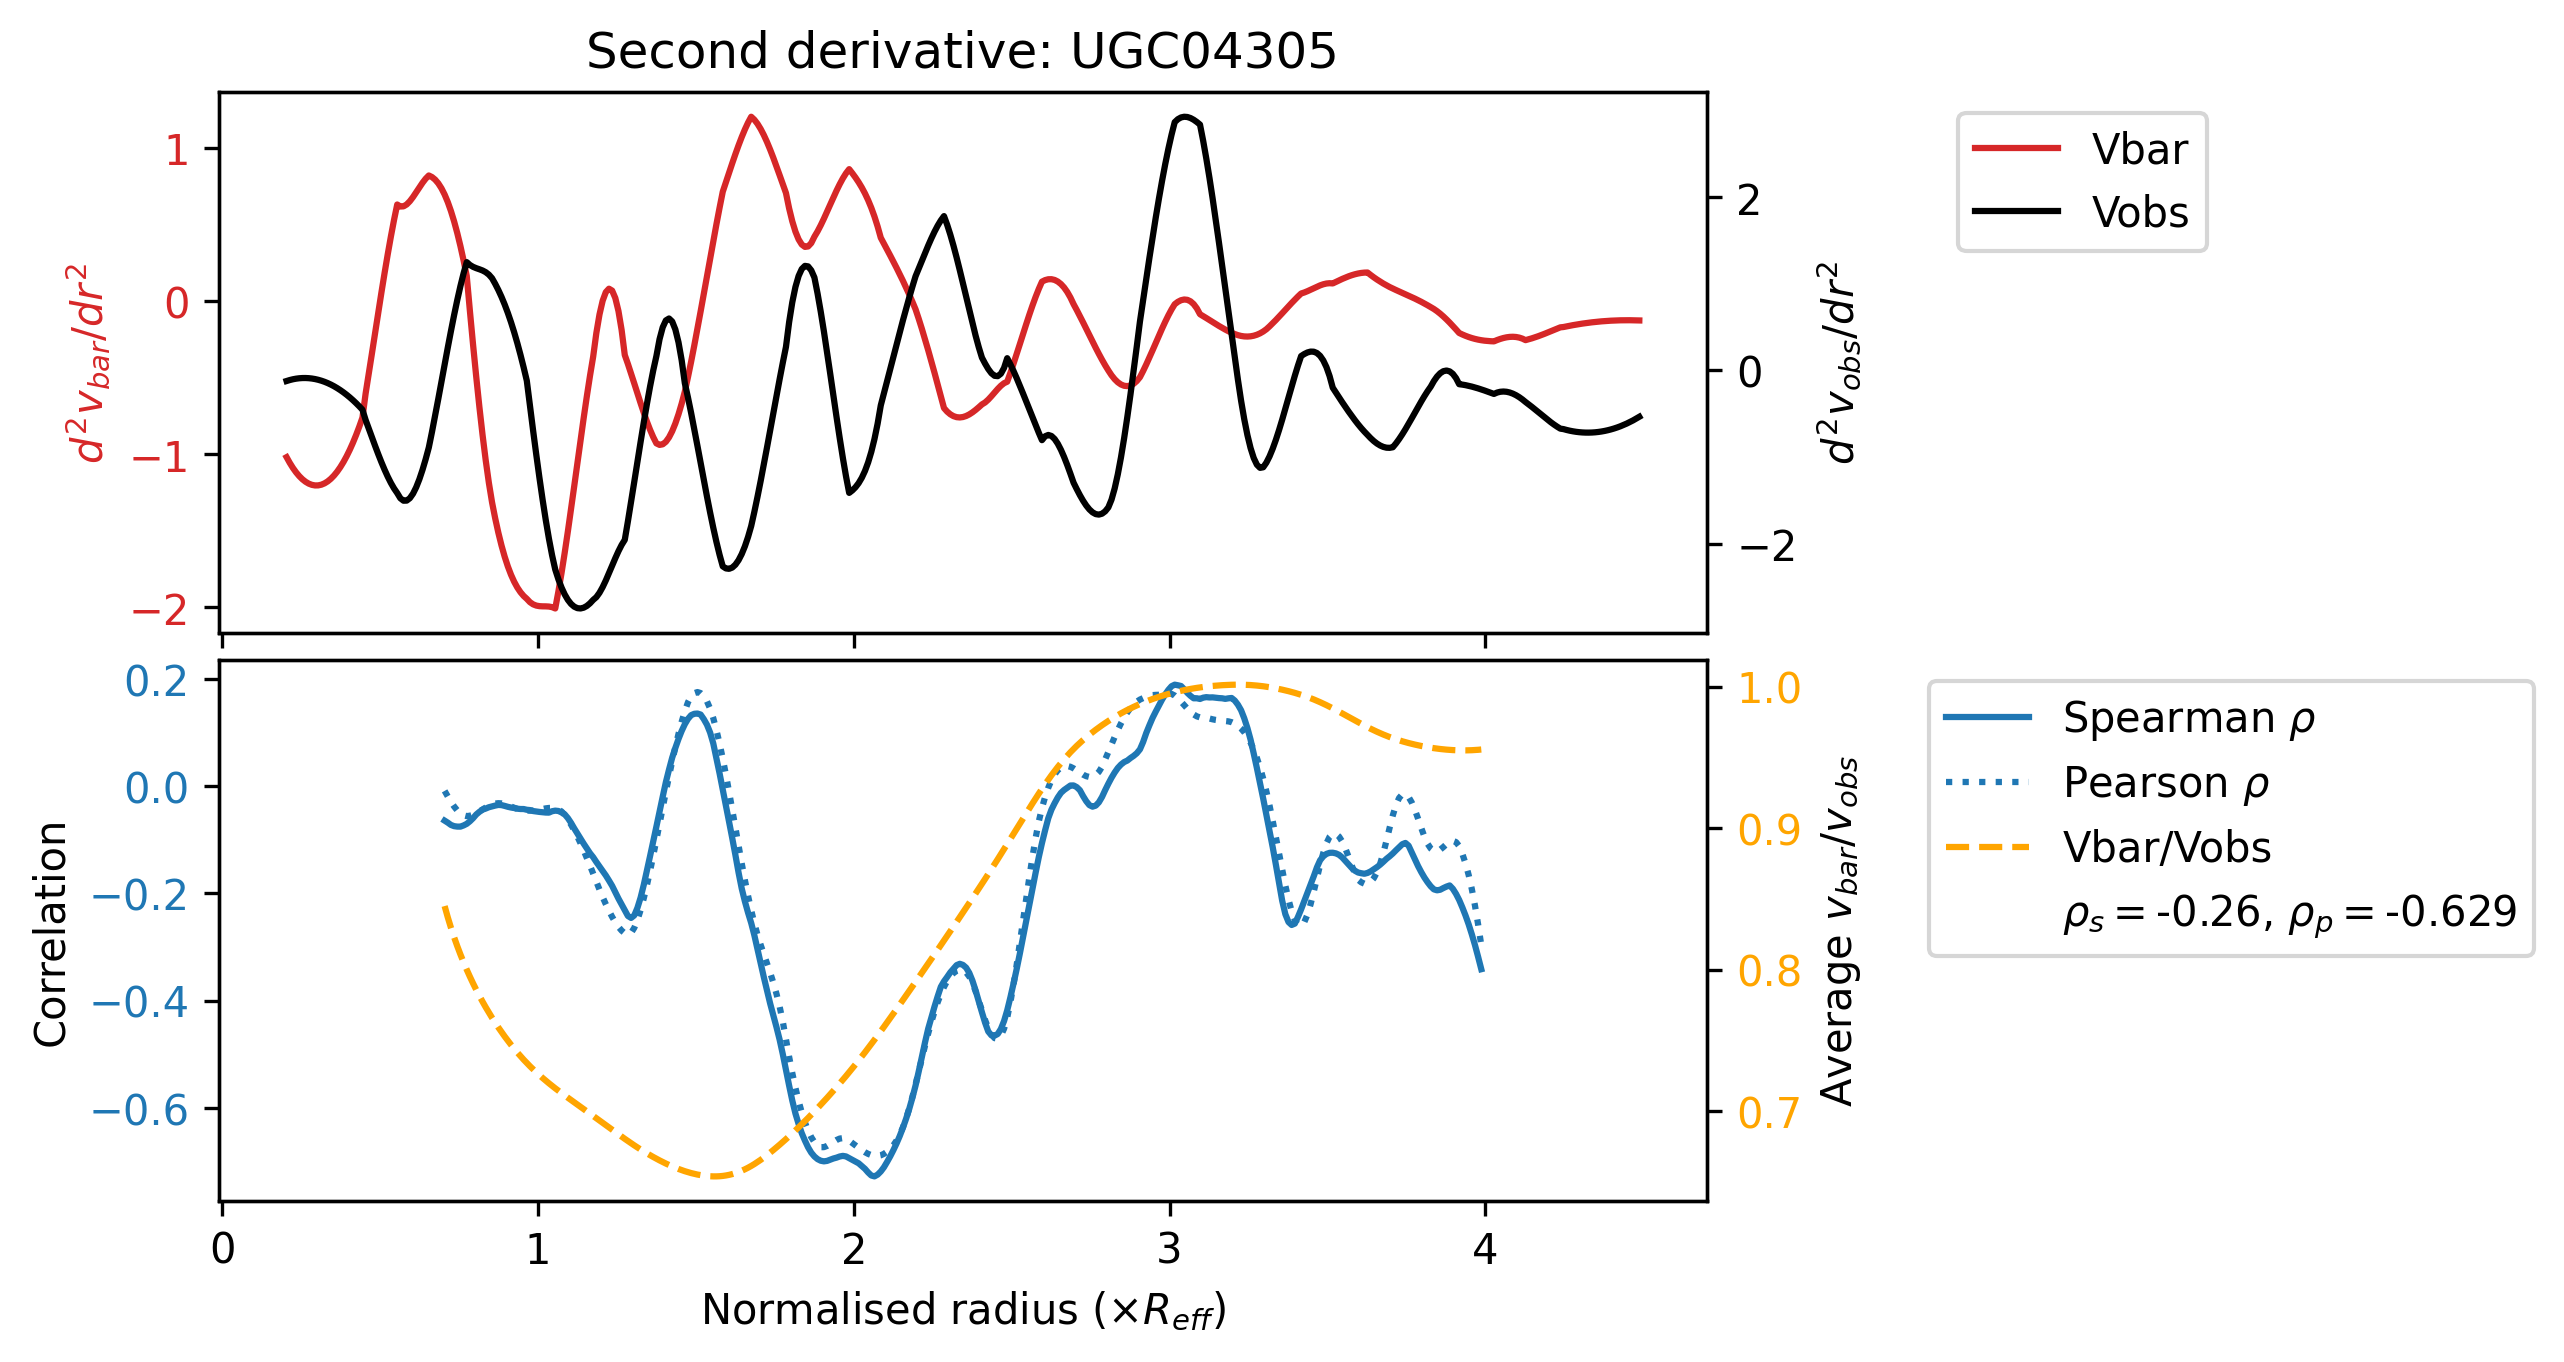 Second derivative: UGC04305
1
0
−1
−2
d²v_bar/dr²
2
0
−2
d²v_obs/dr²
Vbar
Vobs
0.2
0.0
−0.2
−0.4
−0.6
Correlation
1.0
0.9
0.8
0.7
Average v_bar/v_obs
Spearman ρ
Pearson ρ
Vbar/Vobs
ρ_s = -0.26, ρ_p = -0.629
0 1 2 3 4
Normalised radius (×R_eff)